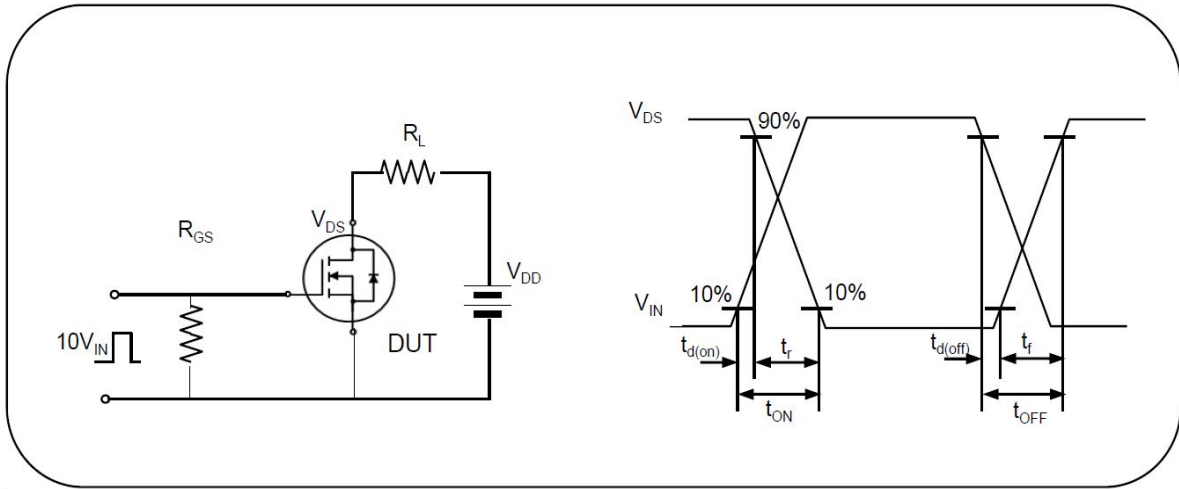 R_L
R_GS
V_DS
V_DD
10V_IN
DUT
V_DS
90%
V_IN
10%
10%
t_d(on)
t_r
t_d(off)
t_f
t_ON
t_OFF